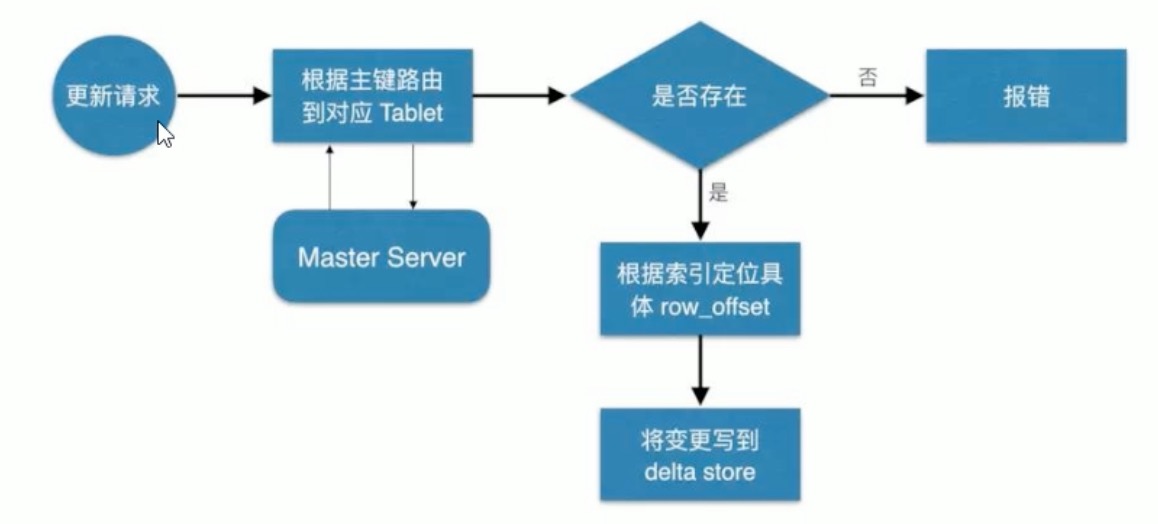 更新请求
根据主键路由
到对应 Tablet
是否存在
否
报错
Master Server
是
根据索引定位具
体 row_offset
将变更写到
delta store